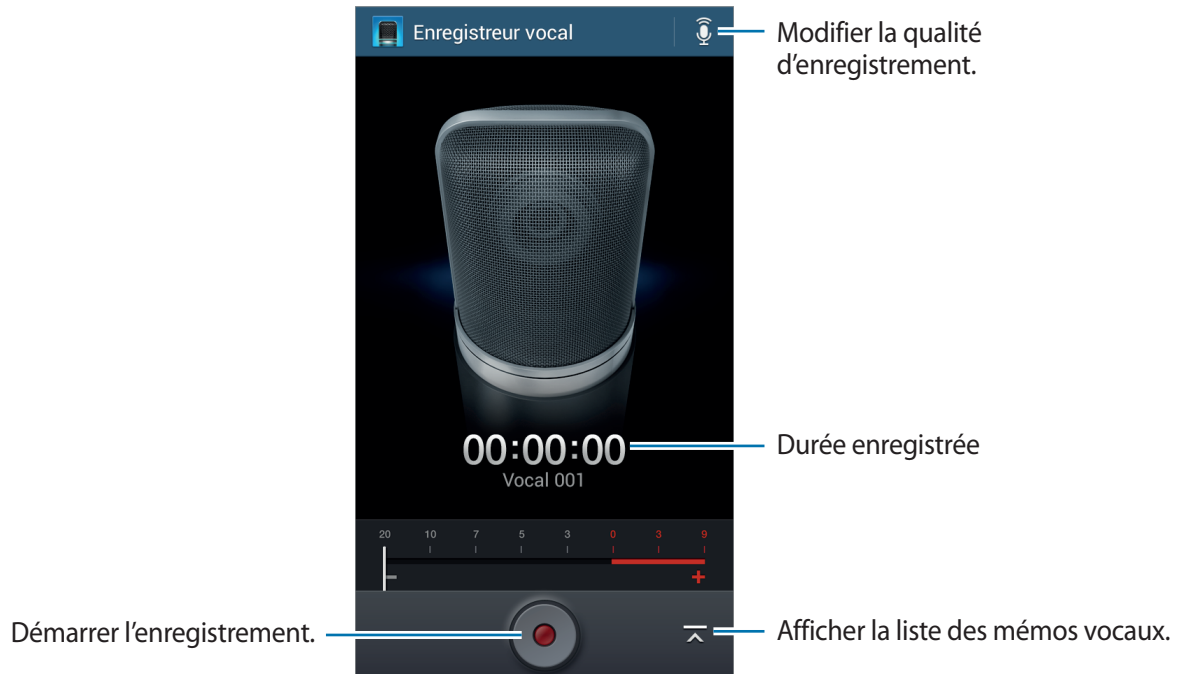 Enregistreur vocal
Modifier la qualité
d’enregistrement.
00:00:00
Durée enregistrée
Vocal 001
20 10 7 5 3 0 3 9
- +
Démarrer l’enregistrement.
Afficher la liste des mémos vocaux.